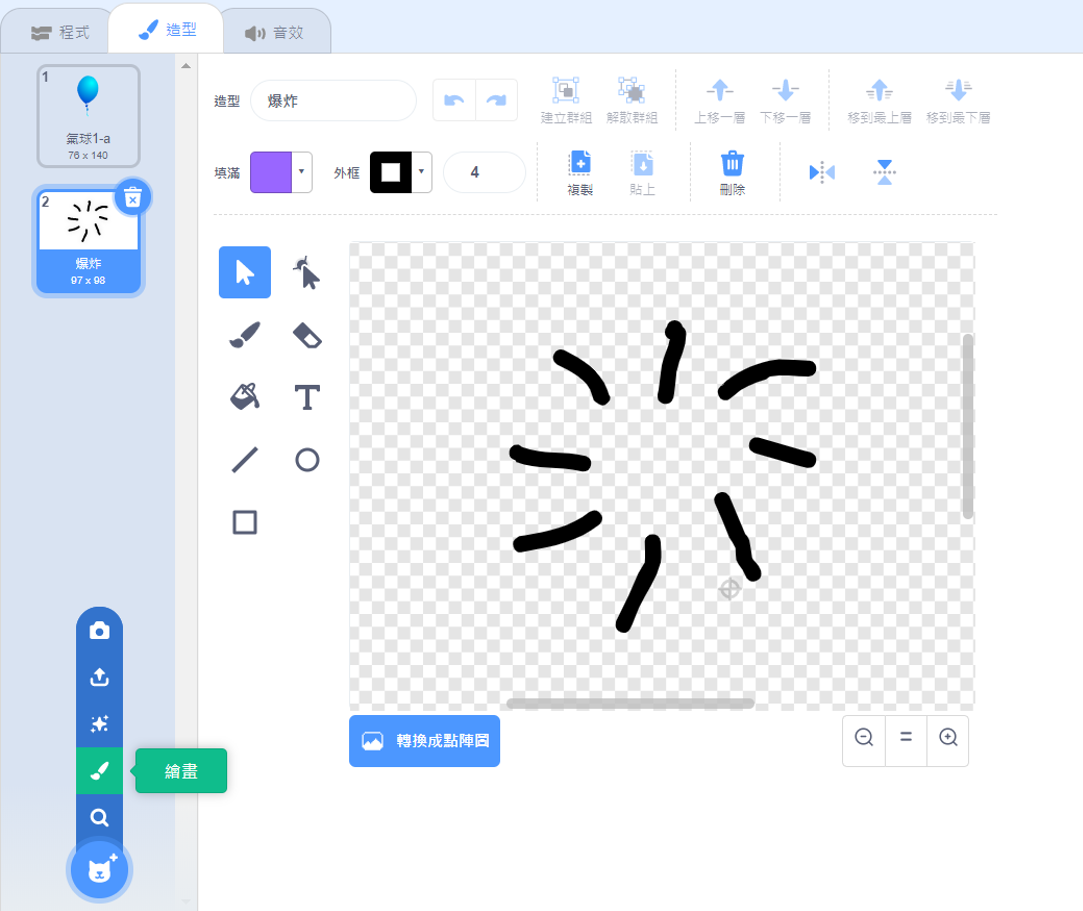 程式
造型
音效
1
氣球1-a
76 x 140
2
爆炸
97 x 98
造型
爆炸
建立群組
解散群組
上移一層
下移一層
移到最上層
移到最下層
填滿
外框
4
複製
貼上
刪除
T
繪畫
轉換成點陣圖